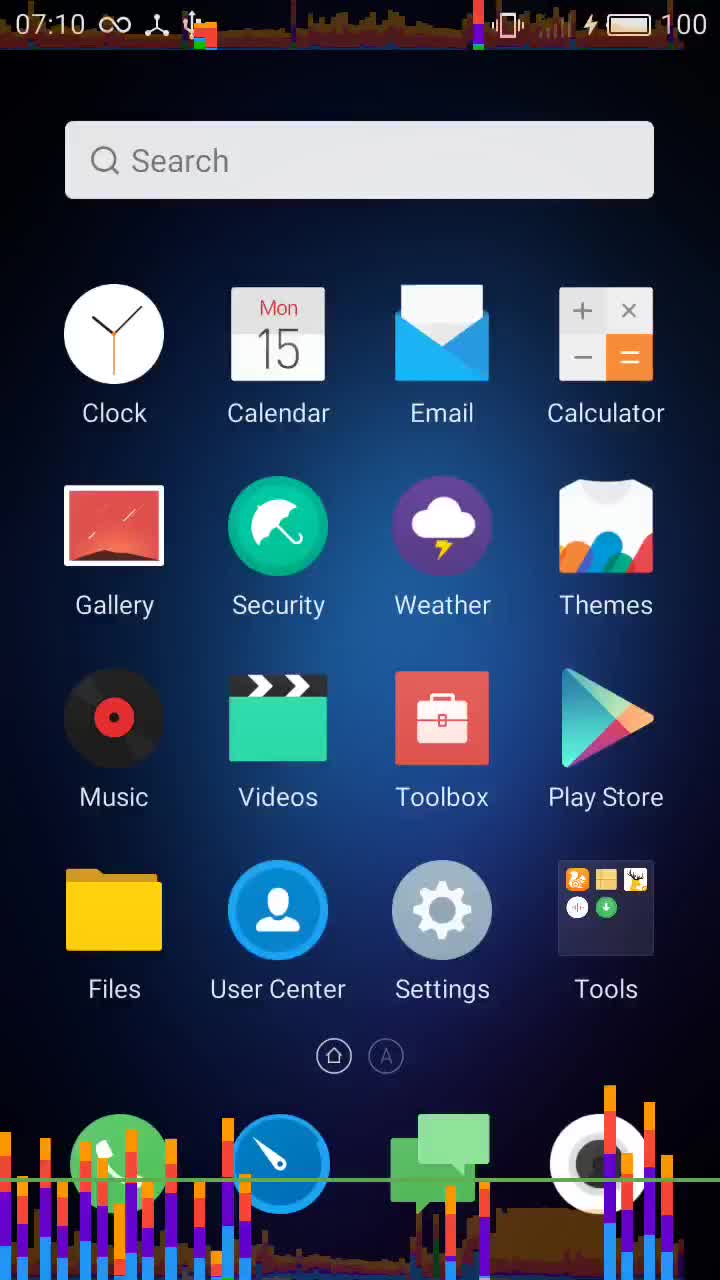 07:10 100
Search
Mon
15
Clock Calendar Email Calculator
Gallery Security Weather Themes
Music Videos Toolbox Play Store
Files User Center Settings Tools
A